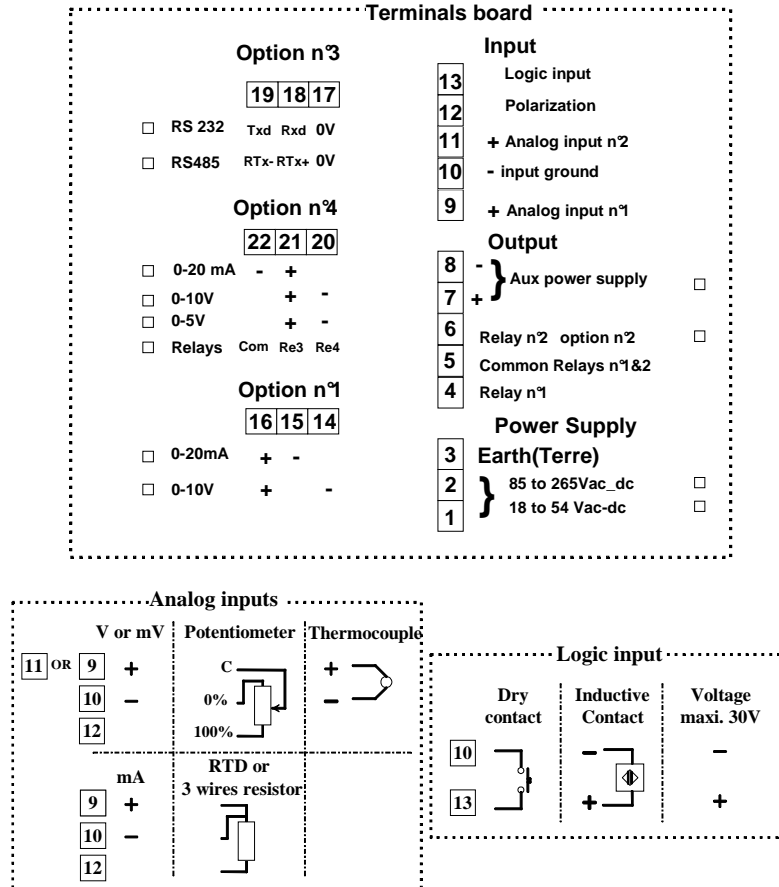 Terminals board
Option n°3
19 18 17
RS 232 Txd Rxd 0V
RS485 RTx- RTx+ 0V
Option n°4
22 21 20
0-20 mA - +
0-10V + -
0-5V + -
Relays Com Re3 Re4
Option n°1
16 15 14
0-20mA + -
0-10V + -
Input
13 Logic input
12 Polarization
11 + Analog input n°2
10 - input ground
9 + Analog input n°1
Output
8 -
Aux power supply
7 +
6 Relay n°2 option n°2
5 Common Relays n°1&2
4 Relay n°1
Power Supply
3 Earth(Terre)
2 85 to 265Vac_dc
1 18 to 54 Vac-dc
Analog inputs
V or mV Potentiometer Thermocouple
11 OR 9 + C +
10 - 0% -
12 100%
mA
RTD or
3 wires resistor
9 +
10 -
12
Logic input
Dry
contact
Inductive
Contact
Voltage
maxi. 30V
10 - -
13 + +